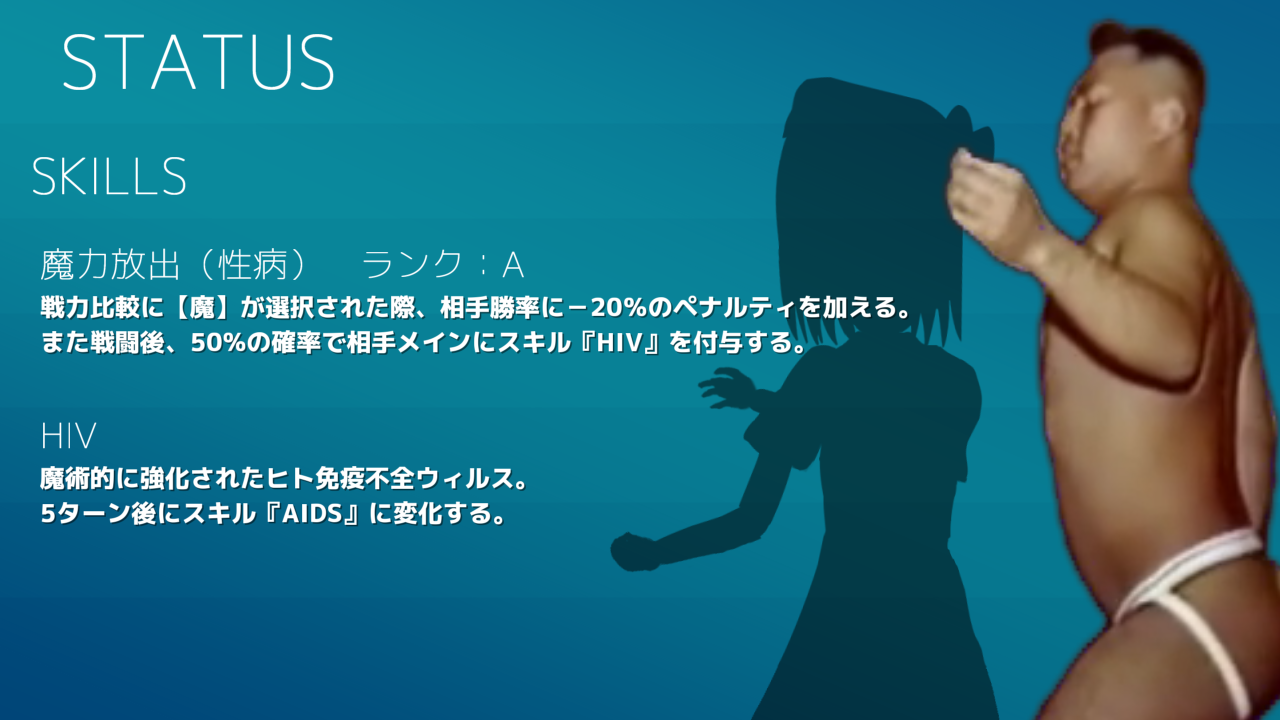 STATUS
SKILLS
魔力放出（性病）　ランク：A
戦力比較に【魔】が選択された際、相手勝率に－20%のペナルティを加える。
また戦闘後、50%の確率で相手メインにスキル『HIV』を付与する。
HIV
魔術的に強化されたヒト免疫不全ウィルス。
5ターン後にスキル『AIDS』に変化する。